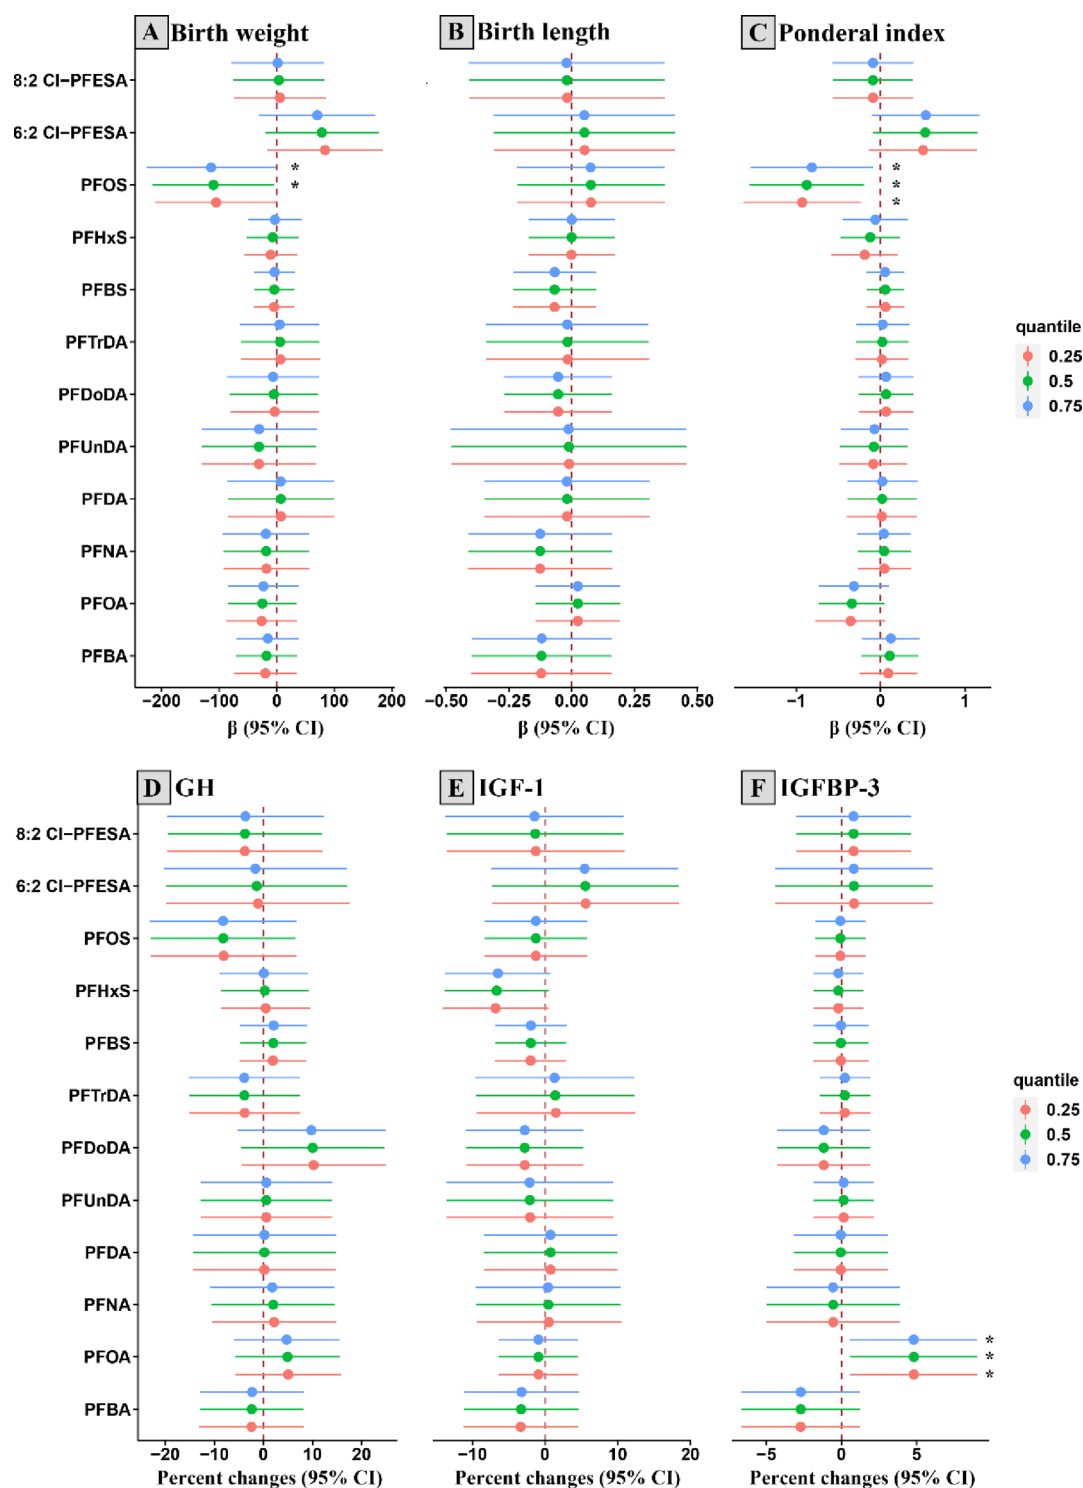 A Birth weight
B Birth length
C Ponderal index
8:2 Cl−PFESA
6:2 Cl−PFESA
PFOS
* *
* *
*
PFHxS
PFBS
PFTrDA
PFDoDA
PFUnDA
PFDA
PFNA
PFOA
PFBA
quantile
0.25
0.5
0.75
−200 −100 0 100 200
−0.50 −0.25 0.00 0.25 0.50
−1 0 1
β (95% CI)
β (95% CI)
β (95% CI)
D GH
E IGF-1
F IGFBP-3
8:2 Cl−PFESA
6:2 Cl−PFESA
PFOS
PFHxS
PFBS
PFTrDA
PFDoDA
PFUnDA
PFDA
PFNA
PFOA
*
*
*
PFBA
quantile
0.25
0.5
0.75
−20 −10 0 10 20
−10 0 10 20
−5 0 5
Percent changes (95% CI)
Percent changes (95% CI)
Percent changes (95% CI)